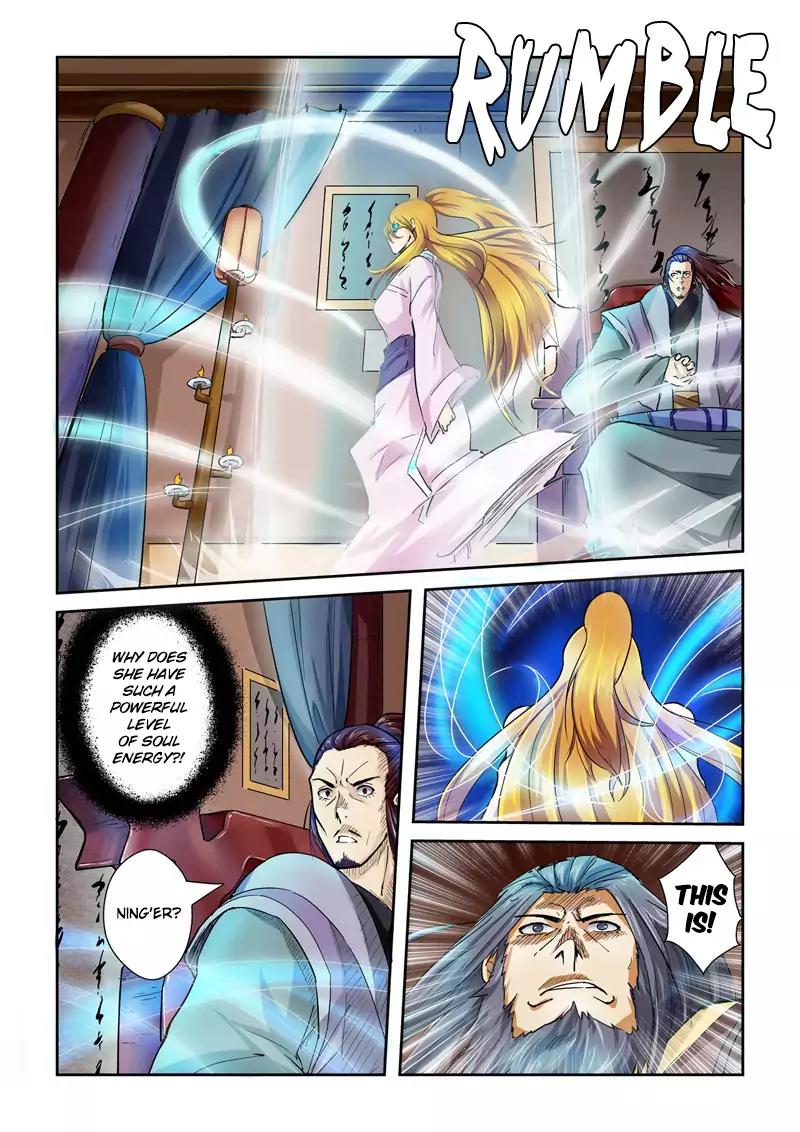 RUMBLE
WHY DOES
SHE HAVE
SUCH A
POWERFUL
LEVEL
OF SOUL
ENERGY?!
NING'ER?
THIS
IS!